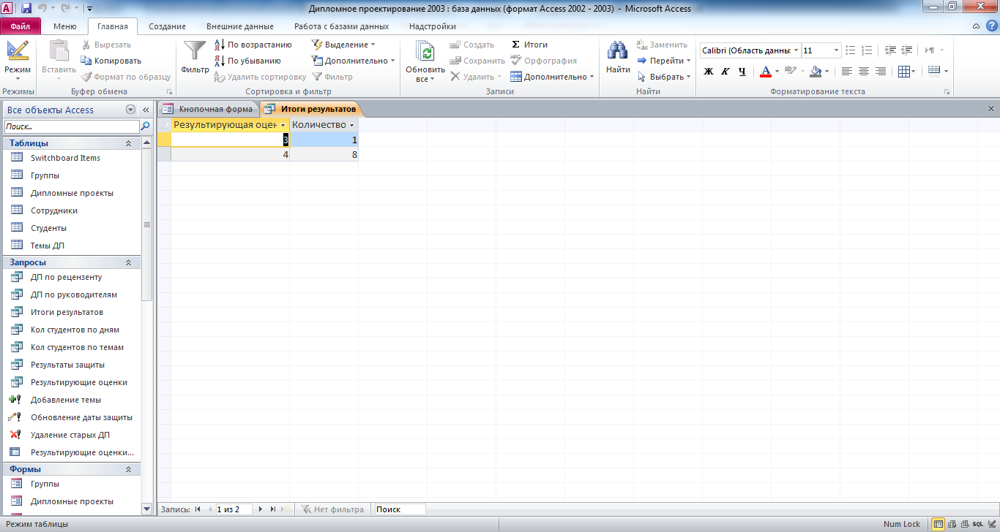 Дипломное проектирование 2003 : база данных (формат Access 2002 - 2003) - Microsoft Access
Файл Меню Главная Создание Внешние данные Работа с базами данных Надстройки
Режим
Режимы
Вставить
Вырезать
Копировать
Формат по образцу
Буфер обмена
Фильтр
По возрастанию
По убыванию
Удалить сортировку
Выделение
Дополнительно
Фильтр
Сортировка и фильтр
Обновить
все
Создать
Сохранить
Удалить
Σ Итоги
ABC Орфография
Дополнительно
Записи
Найти
Заменить
Перейти
Выбрать
Найти
Calibri (Область данны: 11
Ж К Ч
Форматирование текста
Все объекты Access
Поиск...
Таблицы
Switchboard Items
Группы
Дипломные проекты
Сотрудники
Студенты
Темы ДП
Запросы
ДП по рецензенту
ДП по руководителям
Итоги результатов
Кол студентов по дням
Кол студентов по темам
Результаты защиты
Результирующие оценки
Добавление темы
Обновление даты защиты
Удаление старых ДП
Результирующие оценки...
Формы
Группы
Дипломные проекты
Кнопочная форма Итоги результатов
Результирующая оцен Количество
3 1
4 8
Запись: 1 из 2 Нет фильтра Поиск
Режим таблицы Num Lock SQL